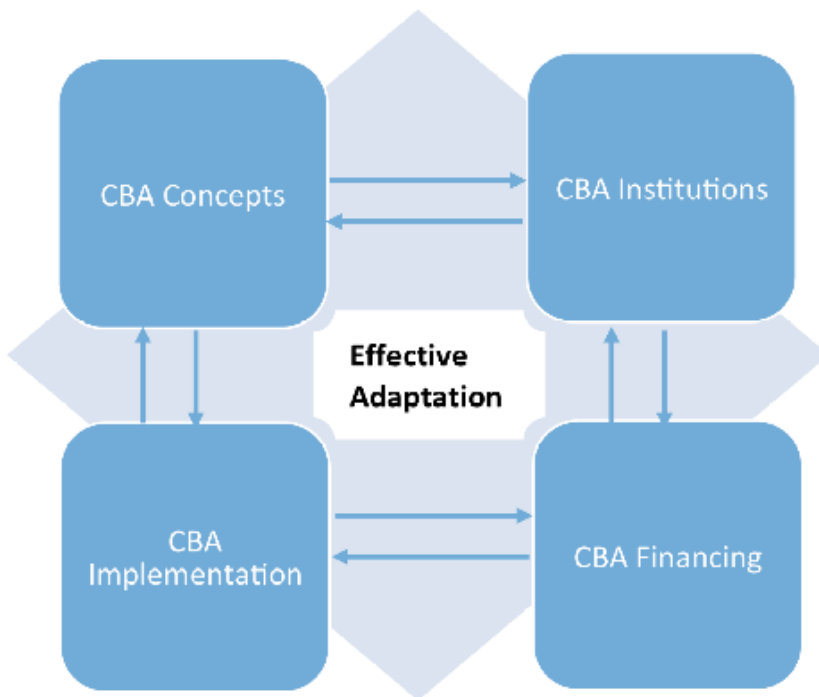 CBA Concepts
CBA Institutions
Effective
Adaptation
CBA
Implementation
CBA Financing